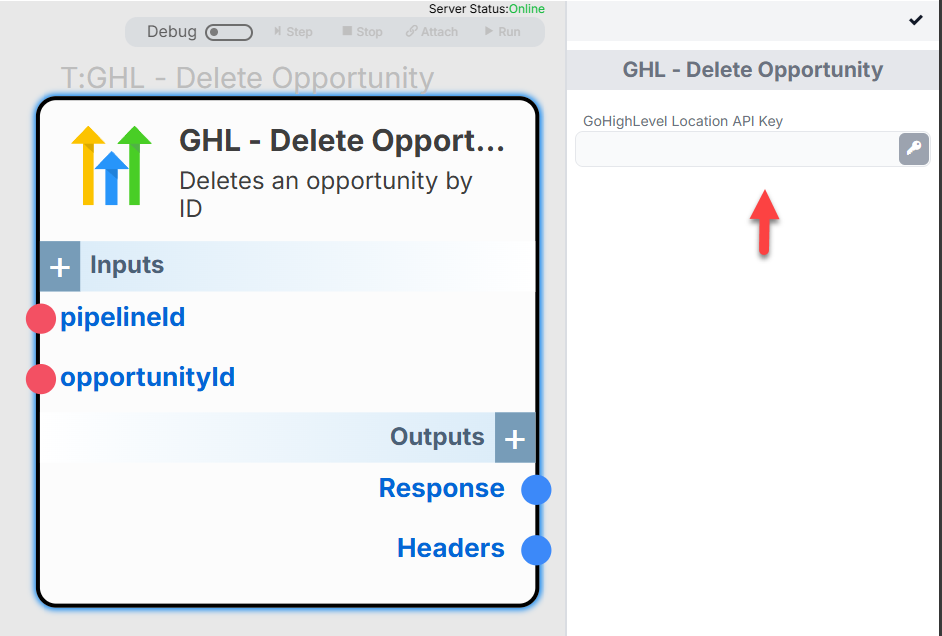 Server Status:Online
Debug Step Stop Attach Run
T:GHL - Delete Opportunity
GHL - Delete Opport...
Deletes an opportunity by
ID
Inputs
pipelineId
opportunityId
Outputs
Response
Headers
GHL - Delete Opportunity
GoHighLevel Location API Key